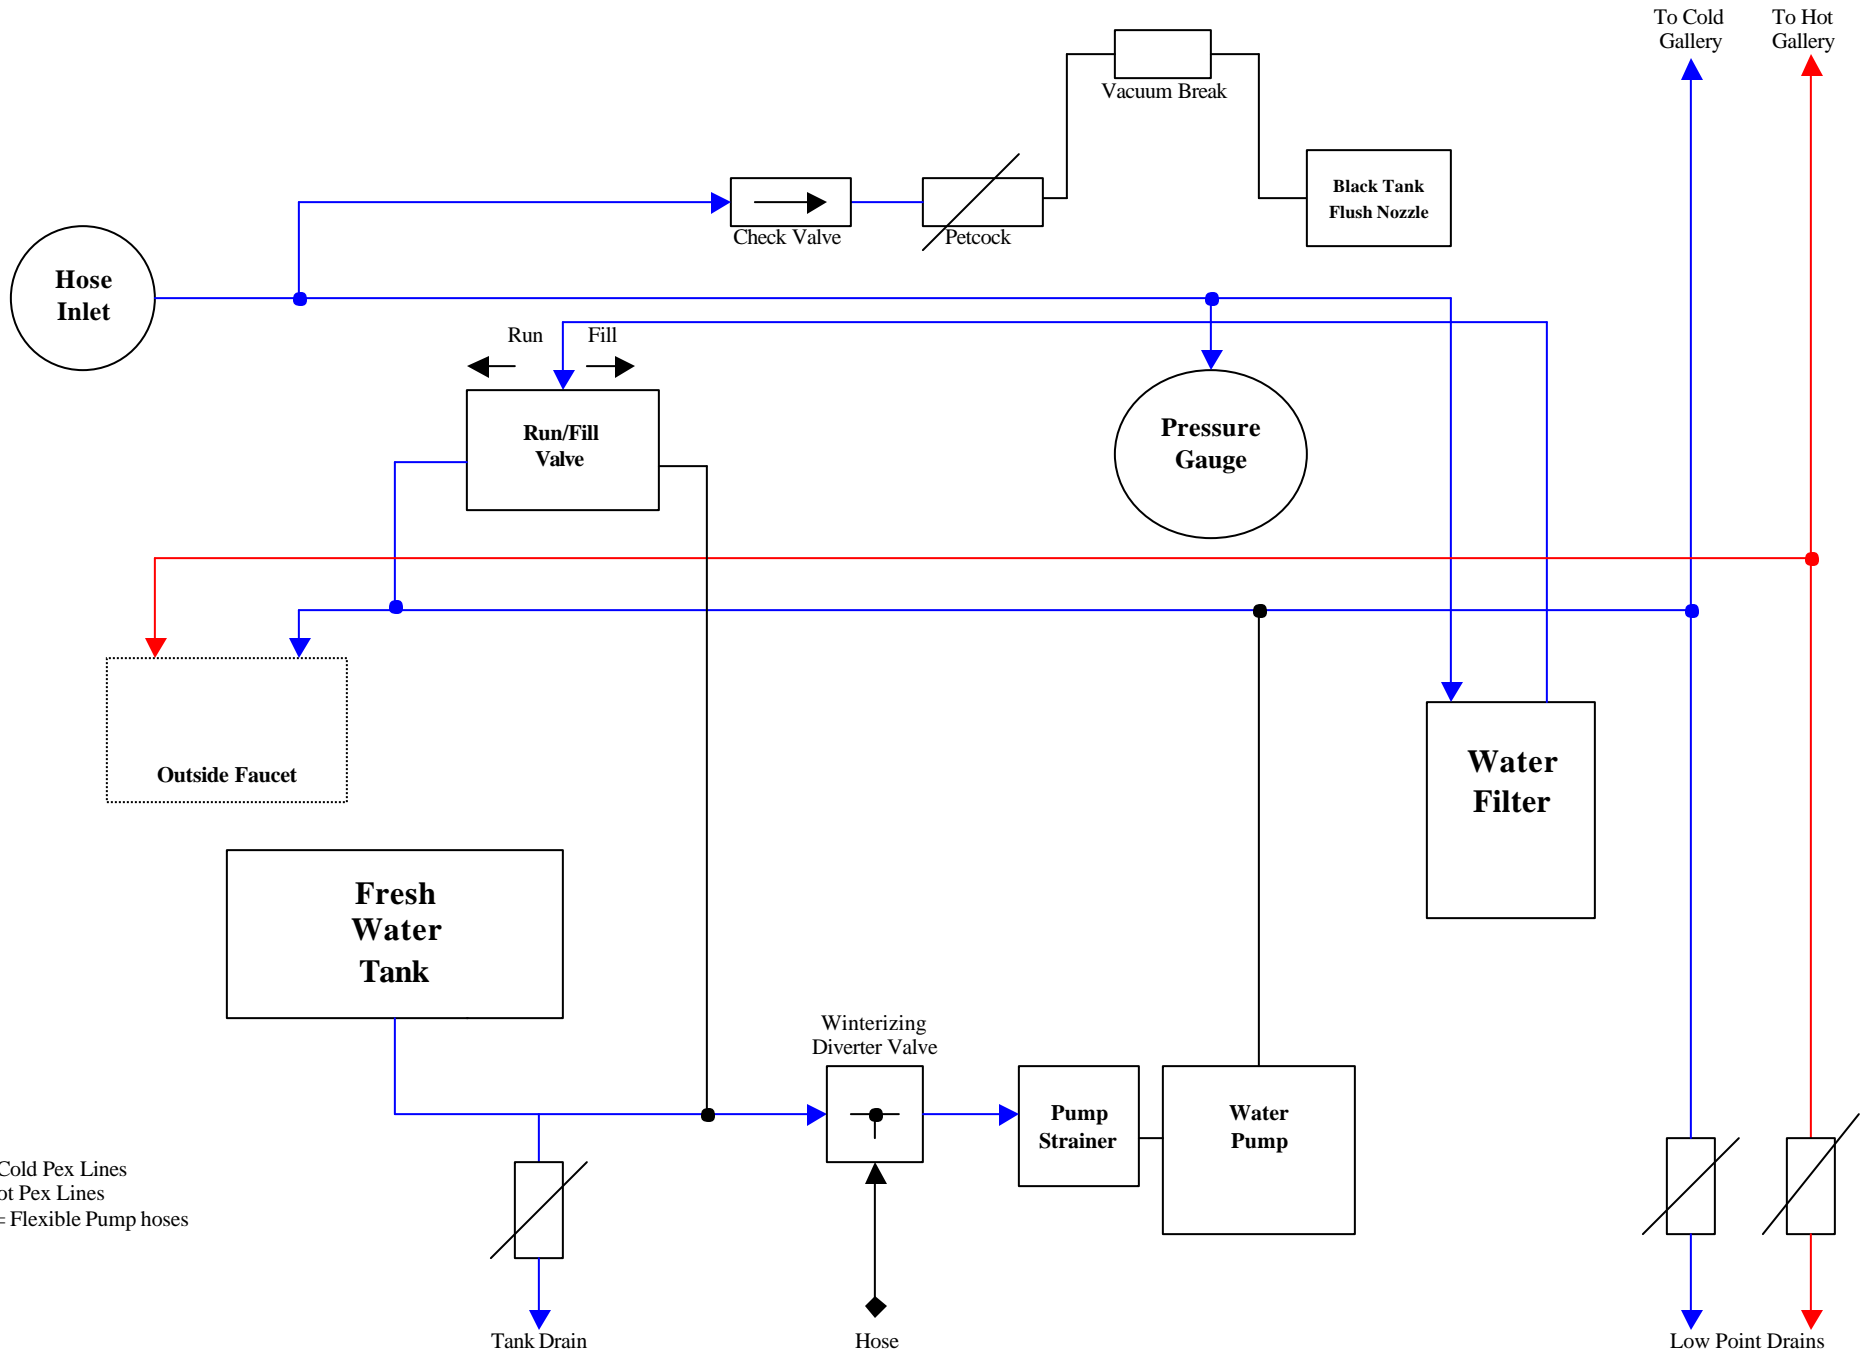 To Cold
Gallery
To Hot
Gallery
Vacuum Break
Black Tank
Flush Nozzle
Check Valve
Petcock
Hose
Inlet
Run
Fill
Run/Fill
Valve
Pressure
Gauge
Outside Faucet
Water
Filter
Fresh
Water
Tank
Winterizing
Diverter Valve
Pump
Strainer
Water
Pump
Cold Pex Lines
ot Pex Lines
= Flexible Pump hoses
Tank Drain
Hose
Low Point Drains